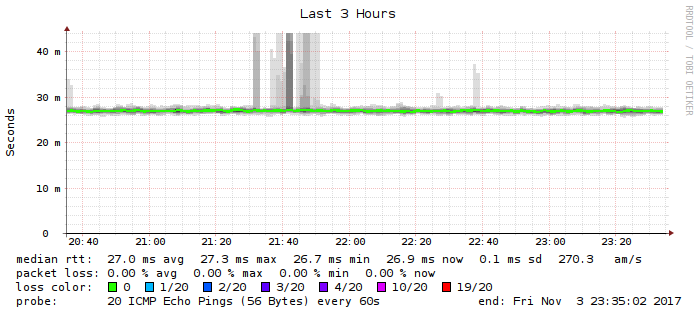 Last 3 Hours
RRDTOOL / TOBI OETIKER
Seconds
40 m
30 m
20 m
10 m
0
20:40 21:00 21:20 21:40 22:00 22:20 22:40 23:00 23:20
median rtt: 27.0 ms avg 27.3 ms max 26.7 ms min 26.9 ms now 0.1 ms sd 270.3 am/s
packet loss: 0.00 % avg 0.00 % max 0.00 % min 0.00 % now
loss color: 0 1/20 2/20 3/20 4/20 10/20 19/20
probe: 20 ICMP Echo Pings (56 Bytes) every 60s end: Fri Nov 3 23:35:02 2017